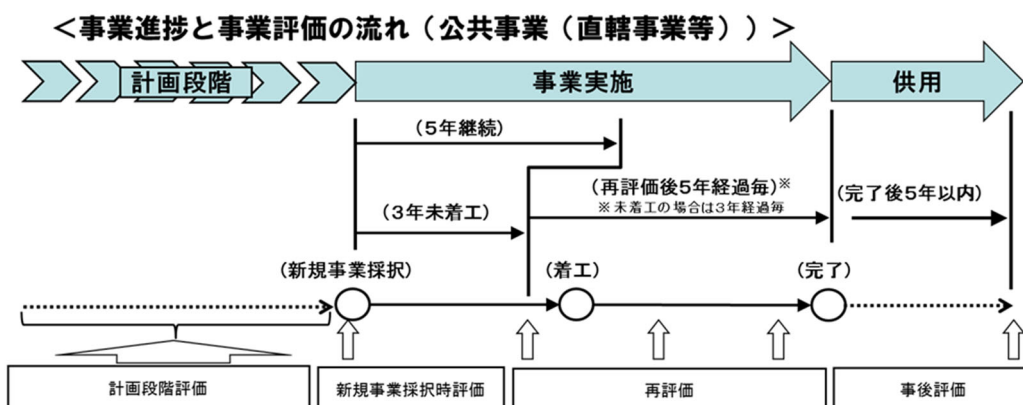 ＜事業進捗と事業評価の流れ（公共事業（直轄事業等））＞
計画段階
事業実施
供用
（5年継続）
（再評価後5年経過毎）※
※未着工の場合は3年経過毎
（完了後5年以内）
（3年未着工）
（新規事業採択）
（着工）
（完了）
計画段階評価
新規事業採択時評価
再評価
事後評価